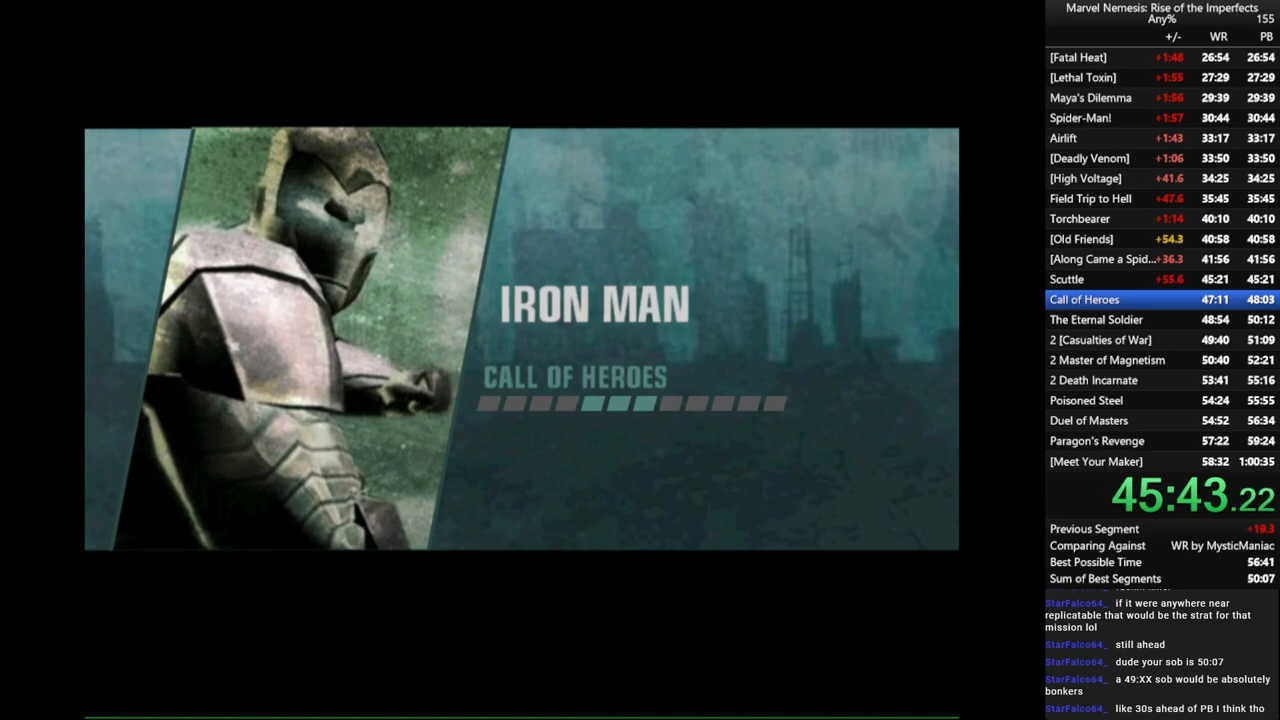 Marvel Nemesis: Rise of the Imperfects
Any% 155
+/- WR PB
[Fatal Heat] +1:48 26:54 26:54
[Lethal Toxin] +1:55 27:29 27:29
Maya's Dilemma +1:56 29:39 29:39
Spider-Man! +1:57 30:44 30:44
Airlift +1:43 33:17 33:17
[Deadly Venom] +1:06 33:50 33:50
[High Voltage] +41.6 34:25 34:25
Field Trip to Hell +47.6 35:45 35:45
Torchbearer +1:14 40:10 40:10
[Old Friends] +54.3 40:58 40:58
[Along Came a Spid... +36.3 41:56 41:56
Scuttle +55.6 45:21 45:21
Call of Heroes 47:11 48:03
The Eternal Soldier 48:54 50:12
2 [Casualties of War] 49:40 51:09
2 Master of Magnetism 50:40 52:21
2 Death Incarnate 53:41 55:16
Poisoned Steel 54:24 55:55
Duel of Masters 54:52 56:34
Paragon's Revenge 57:22 59:24
[Meet Your Maker] 58:32 1:00:35
45:43.22
Previous Segment +19.3
Comparing Against WR by MysticManiac
Best Possible Time 56:41
Sum of Best Segments 50:07
StarFalco64_ if it were anywhere near
replicatable that would be the strat for that
mission lol
StarFalco64_ still ahead
StarFalco64_ dude your sob is 50:07
StarFalco64_ a 49:XX sob would be absolutely
bonkers
StarFalco64_ like 30s ahead of PB I think tho
IRON MAN
CALL OF HEROES